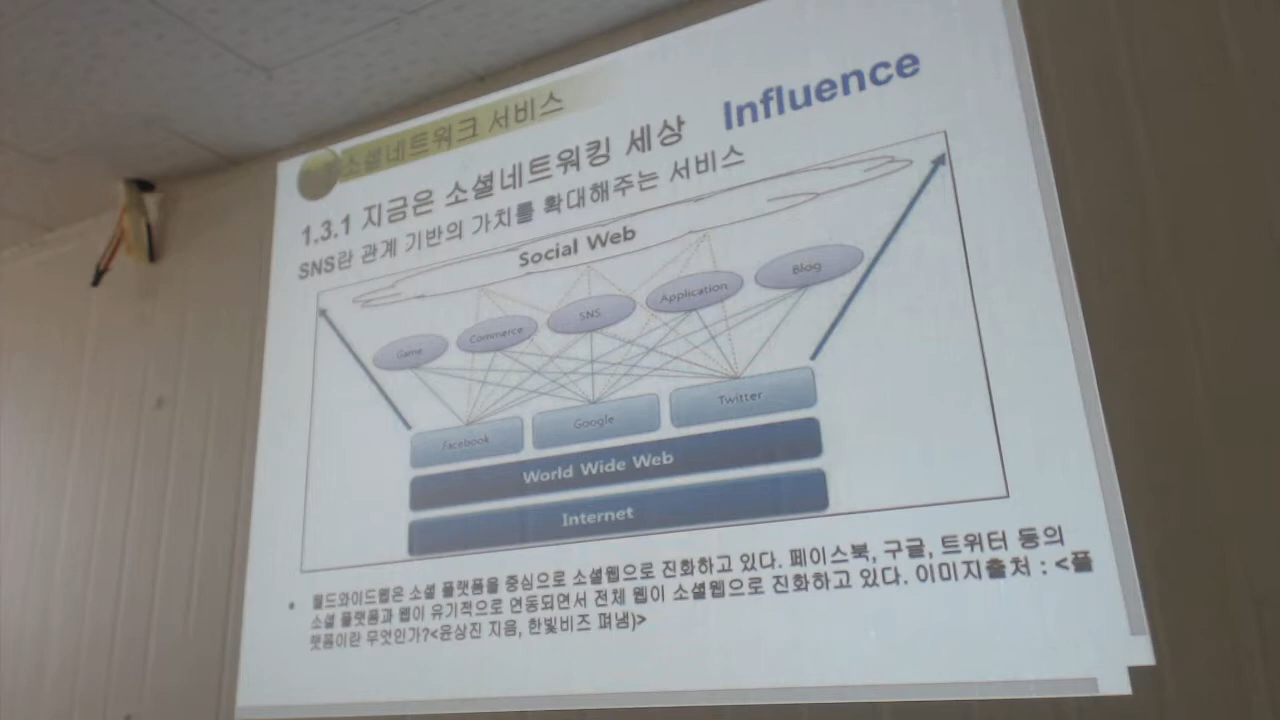 소셜네트워크 서비스
Influence
1.3.1 지금은 소셜네트워킹 세상
SNS란 관계 기반의 가치를 확대해주는 서비스
Social Web
Game
Commerce
SNS
Application
Blog
Facebook
Google
Twitter
World Wide Web
Internet
• 월드와이드웹은 소셜 플랫폼을 중심으로 소셜웹으로 진화하고 있다. 페이스북, 구글, 트위터 등의
소셜 플랫폼과 웹이 유기적으로 연동되면서 전체 웹이 소셜웹으로 진화하고 있다. 이미지출처 : <플
랫폼이란 무엇인가?<윤상진 지음, 한빛비즈 펴냄)>